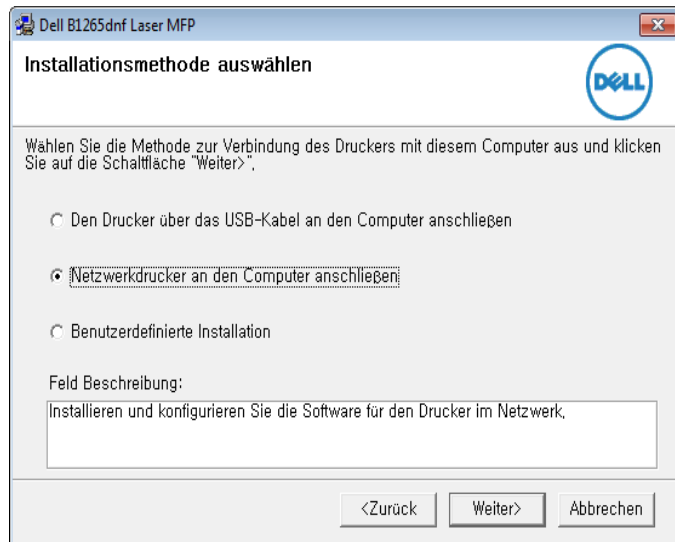 Dell B1265dnf Laser MFP
Installationsmethode auswählen
DELL
Wählen Sie die Methode zur Verbindung des Druckers mit diesem Computer aus und klicken
Sie auf die Schaltfläche "Weiter>",
Den Drucker über das USB-Kabel an den Computer anschließen
Netzwerkdrucker an den Computer anschließen
Benutzerdefinierte Installation
Feld Beschreibung:
Installieren und konfigurieren Sie die Software für den Drucker im Netzwerk,
<Zurück
Weiter>
Abbrechen